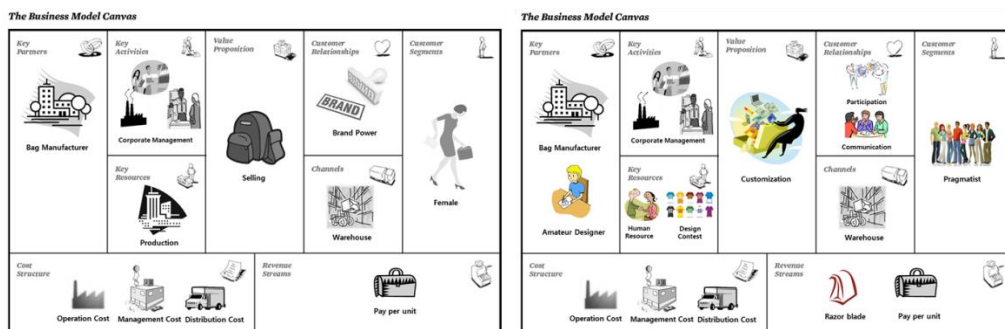 The Business Model Canvas
Key
Partners
Key
Activities
Value
Proposition
Customer
Relationships
Customer
Segments
Bag Manufacturer
Corporate Management
Selling
BRAND
BRAND
Brand Power
Female
Key
Resources
Production
Channels
Warehouse
Cost
Structure
Operation Cost
Management Cost
Distribution Cost
Revenue
Streams
Pay per unit
The Business Model Canvas
Key
Partners
Key
Activities
Value
Proposition
Customer
Relationships
Customer
Segments
Bag Manufacturer
Amateur Designer
Corporate Management
Customization
Participation
Communication
Pragmatist
Key
Resources
Human
Resource
Design
Contest
Channels
Warehouse
Cost
Structure
Operation Cost
Management Cost
Distribution Cost
Revenue
Streams
Razor blade
Pay per unit